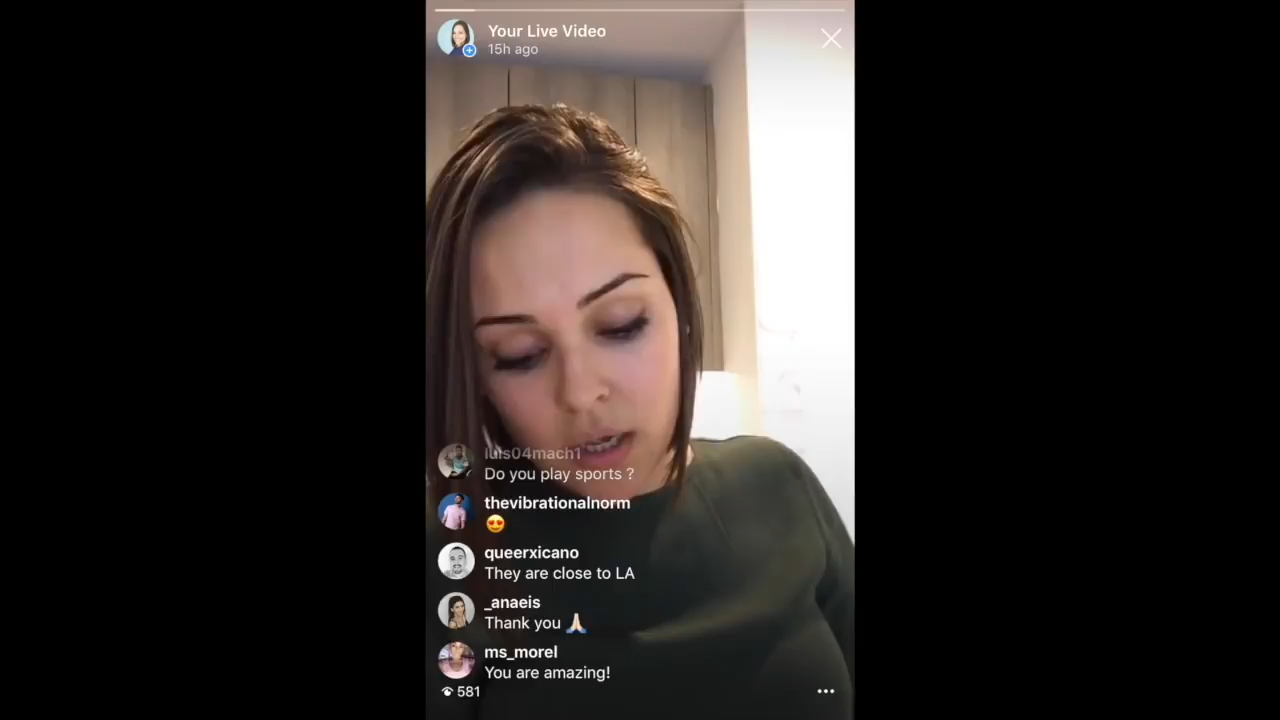 Your Live Video
15h ago
luis04mach1
Do you play sports ?
thevibrationalnorm
😍
queerxicano
They are close to LA
_anaeis
Thank you 🙏🏻
ms_morel
You are amazing!
581